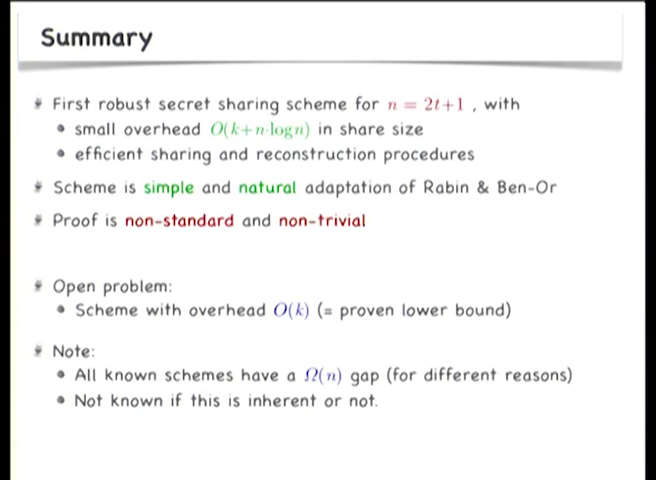 Summary
First robust secret sharing scheme for n = 2t+1 , with
• small overhead O(k+n·logn) in share size
• efficient sharing and reconstruction procedures
Scheme is simple and natural adaptation of Rabin & Ben-Or
Proof is non-standard and non-trivial
Open problem:
• Scheme with overhead O(k) (= proven lower bound)
Note:
• All known schemes have a Ω(n) gap (for different reasons)
• Not known if this is inherent or not.